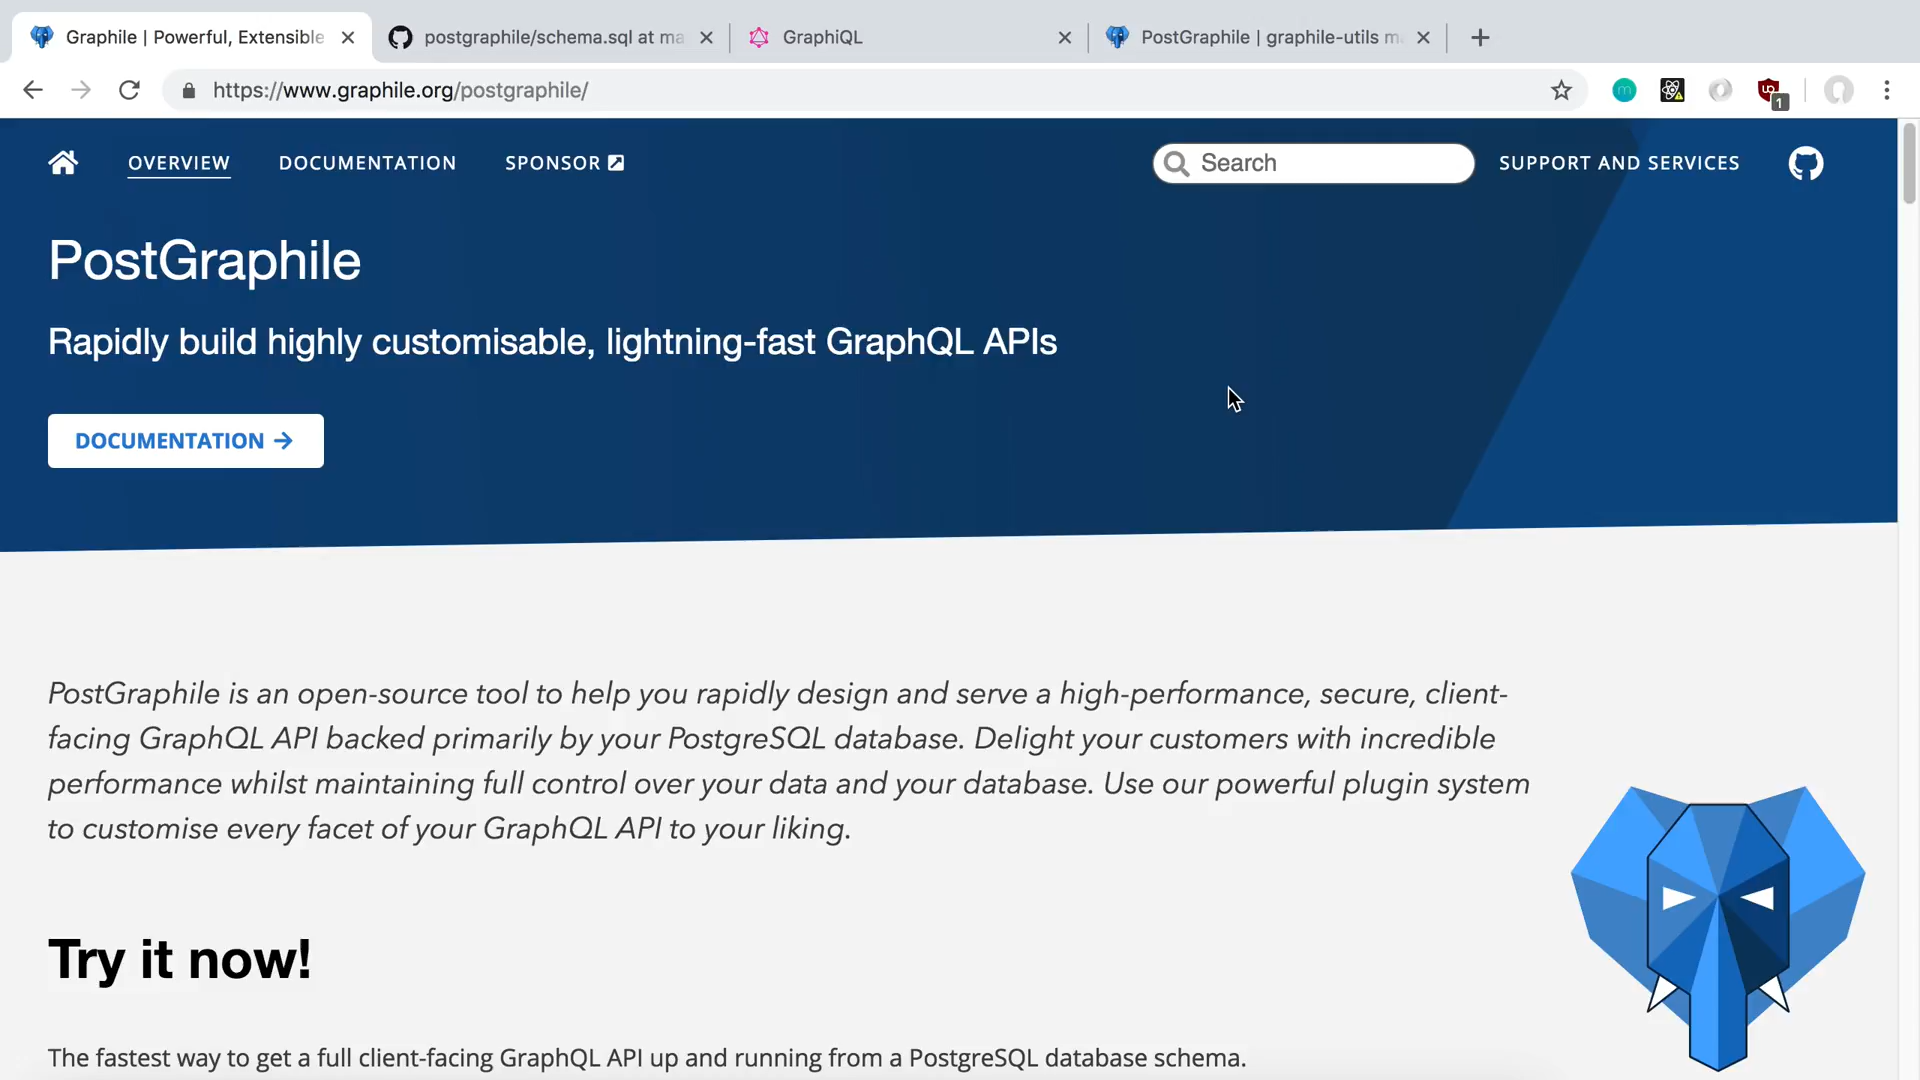 Graphile | Powerful, Extensible
postgraphile/schema.sql at ma
GraphiQL
PostGraphile | graphile-utils m
https://www.graphile.org/postgraphile/
m
UO
1
OVERVIEW
DOCUMENTATION
SPONSOR
Search
SUPPORT AND SERVICES
PostGraphile
Rapidly build highly customisable, lightning-fast GraphQL APIs
DOCUMENTATION →
PostGraphile is an open-source tool to help you rapidly design and serve a high-performance, secure, client-
facing GraphQL API backed primarily by your PostgreSQL database. Delight your customers with incredible
performance whilst maintaining full control over your data and your database. Use our powerful plugin system
to customise every facet of your GraphQL API to your liking.
Try it now!
The fastest way to get a full client-facing GraphQL API up and running from a PostgreSQL database schema.